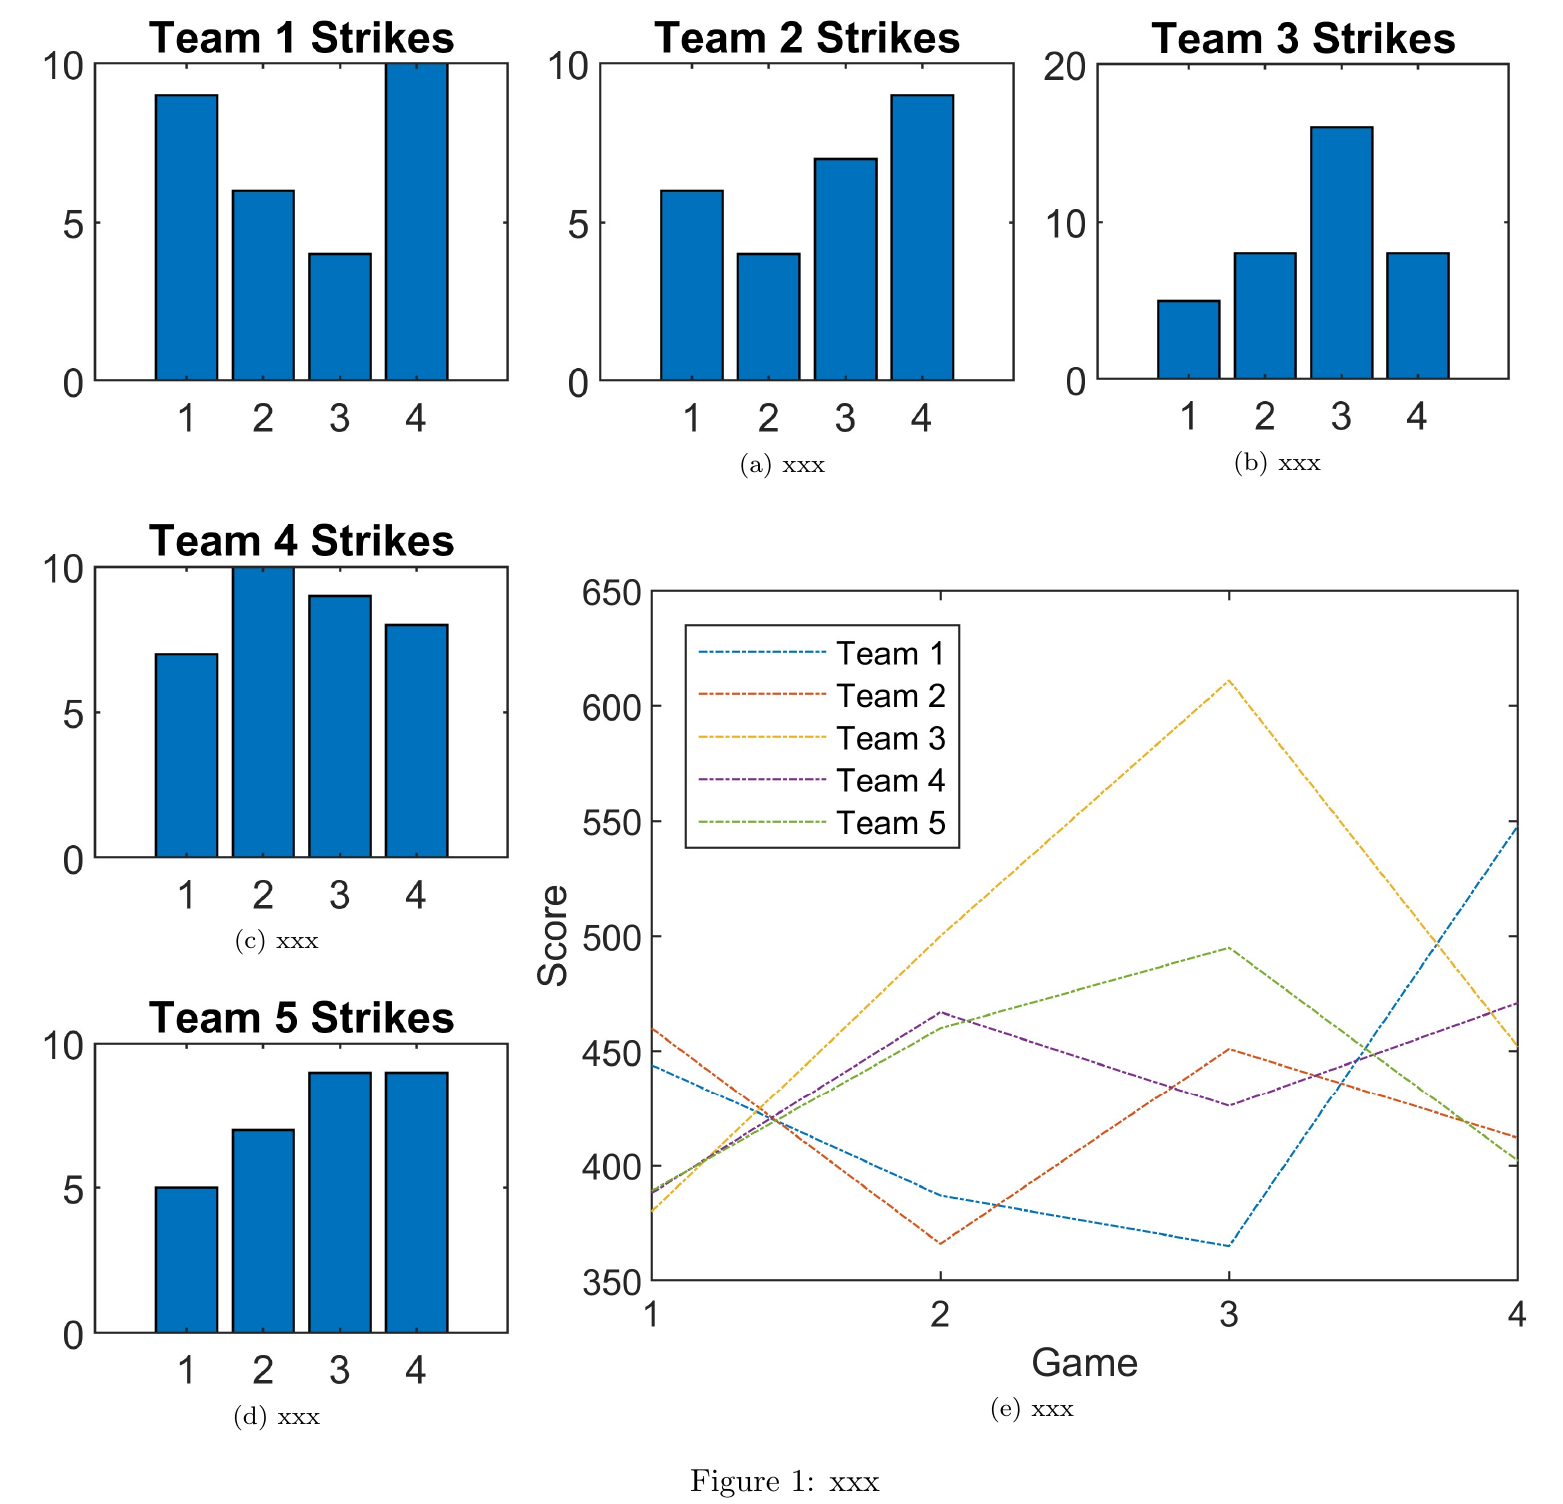 Team 1 Strikes
10
5
0
1 2 3 4
Team 2 Strikes
10
5
0
1 2 3 4
(a) xxx
Team 3 Strikes
20
10
0
1 2 3 4
(b) xxx
Team 4 Strikes
10
5
0
1 2 3 4
(c) xxx
Team 5 Strikes
10
5
0
1 2 3 4
(d) xxx
650
600
550
500
450
400
350
Score
Team 1
Team 2
Team 3
Team 4
Team 5
1 2 3 4
Game
(e) xxx
Figure 1: xxx